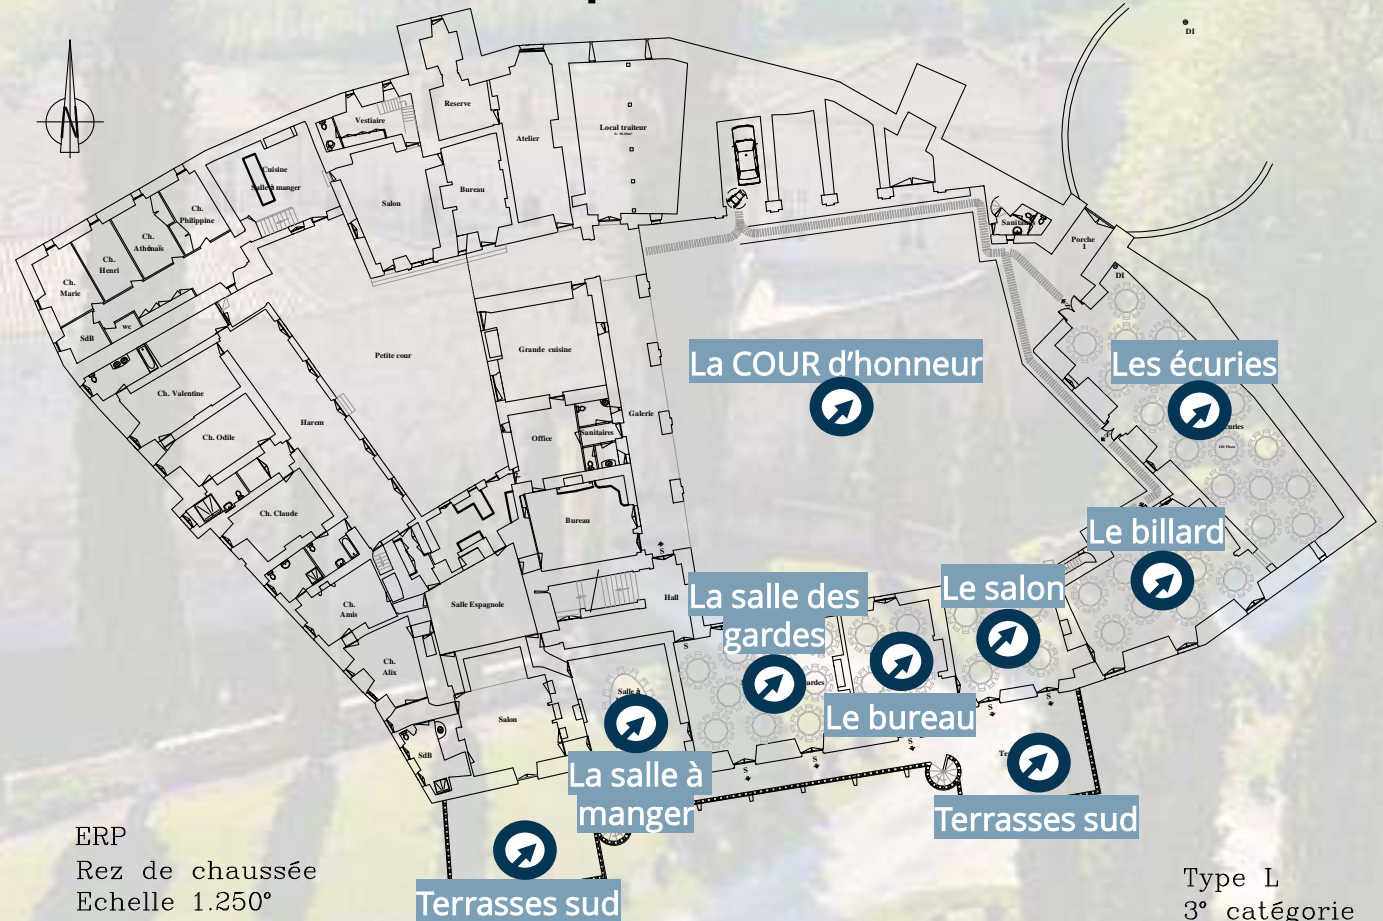 DI
N
Reserve
Vestiaire
Local traiteur
Atelier
Cuisine
Salle à manger
Bureau
Salon
Ch.
Philippine
Ch.
Athénaïs
Ch.
Henri
Ch.
Marie
Sanitaires
Porche
1
DI
SdB
wc
Petite cour
Grande cuisine
La COUR d’honneur
Les écuries
Ch. Valentine
Harem
Galerie
Ch. Odile
Office
Sanitaires
Ch. Claude
Bureau
Le billard
S
Hall
Le salon
La salle des
gardes
Ch.
Amis
Salle Espagnole
S
Ch.
Alix
Salle à
ardes
Salon
Le bureau
S
S
S
SdB
S
S
La salle à
manger
Terrasses sud
Terrasses sud
ERP
Rez de chaussée
Echelle 1.250°
Type L
3° catégorie